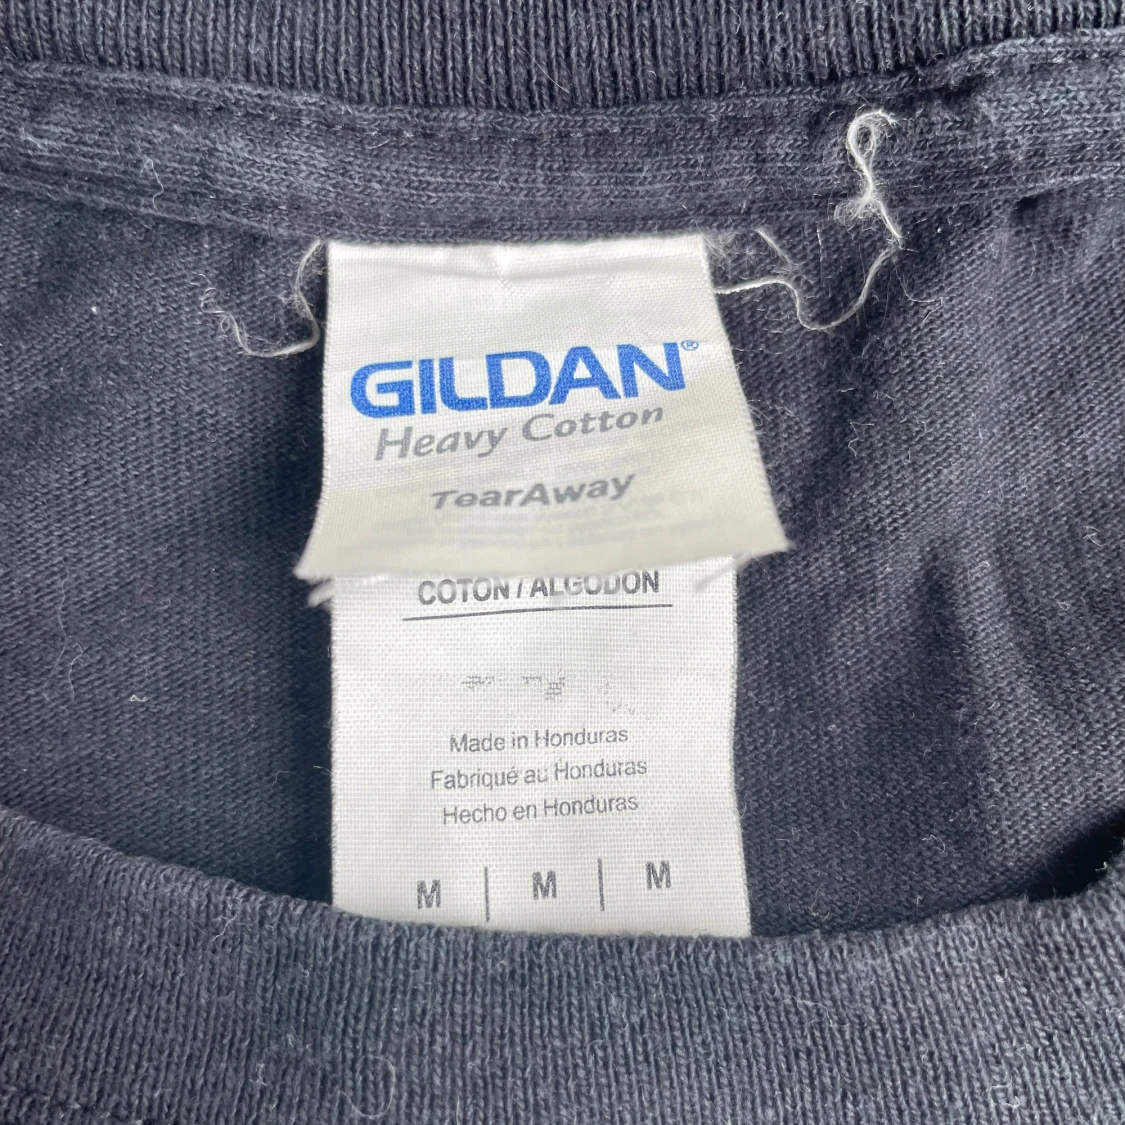 GILDAN®
Heavy Cotton
TearAway
COTON / ALGODON
Made in Honduras
Fabriqué au Honduras
Hecho en Honduras
M | M | M